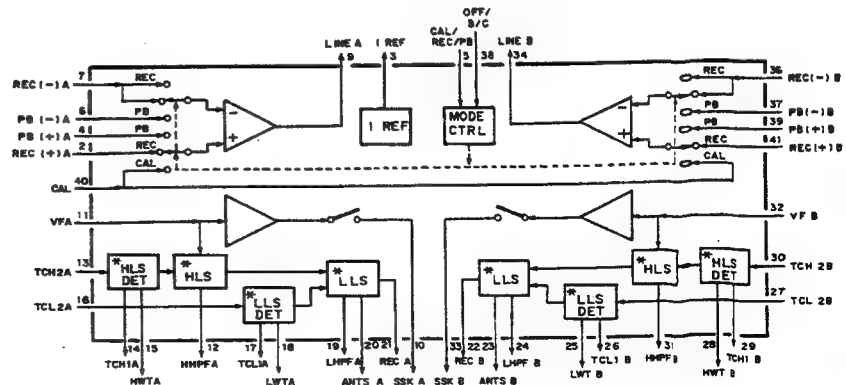 OFF/
B/C
CAL/
REC/PB
LINE A
I REF
LINE B
9
3
5
38
34
7
REC(-)A
REC
REC
36
REC(-)B
6
PB(-)A
PB
PB
37
PB(-)B
4
PB(+)A
PB
PB
39
PB(+)B
2
REC(+)A
REC
REC
41
REC(+)B
CAL
CAL
-
+
I REF
MODE
CTRL
-
+
40
CAL
11
VFA
32
VF B
13
TCH2A
*HLS
DET
*HLS
*LLS
*LLS
*HLS
*HLS
DET
30
TCH 2B
16
TCL2A
*LLS
DET
*LLS
DET
27
TCL 2B
14
15
12
17
18
19
20
21
10
33
22
23
24
25
26
31
28
29
TCH1A
HWTA
HHPFA
TCL1A
LWTA
LHPFA
ANTS A
REC A
SSK A
SSK B
REC B
ANTS B
LHPF B
LWT B
TCL1 B
HHPF B
HWT B
TCH1 B